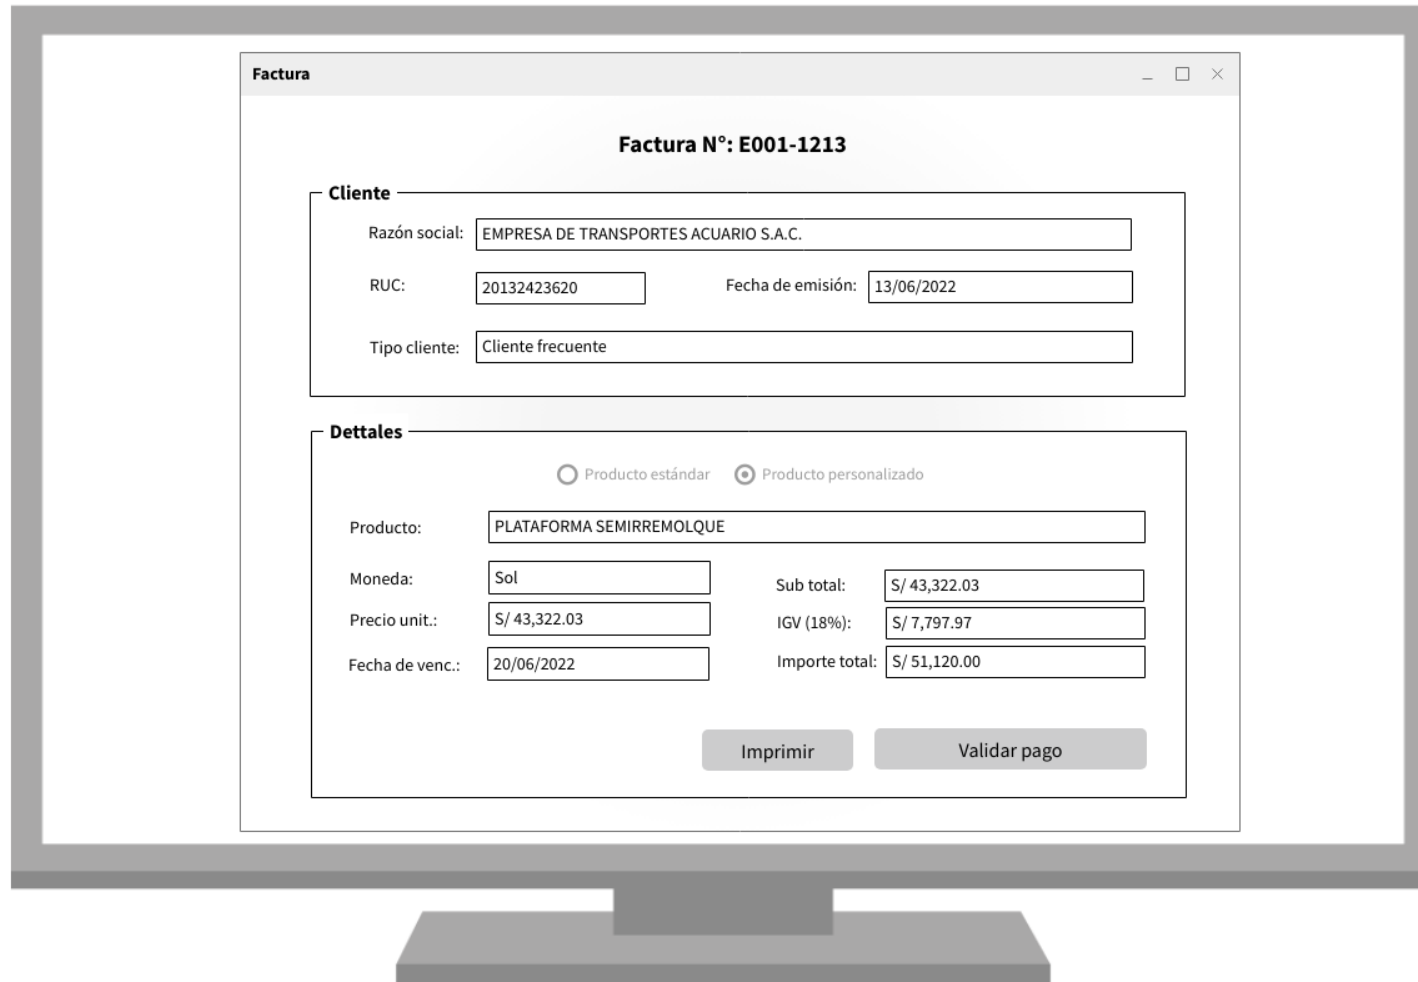 Factura
Factura N°: E001-1213
Cliente
Razón social: EMPRESA DE TRANSPORTES ACUARIO S.A.C.
RUC: 20132423620 Fecha de emisión: 13/06/2022
Tipo cliente: Cliente frecuente
Dettales
Producto estándar Producto personalizado
Producto: PLATAFORMA SEMIRREMOLQUE
Moneda: Sol Sub total: S/ 43,322.03
Precio unit.: S/ 43,322.03 IGV (18%): S/ 7,797.97
Fecha de venc.: 20/06/2022 Importe total: S/ 51,120.00
Imprimir Validar pago